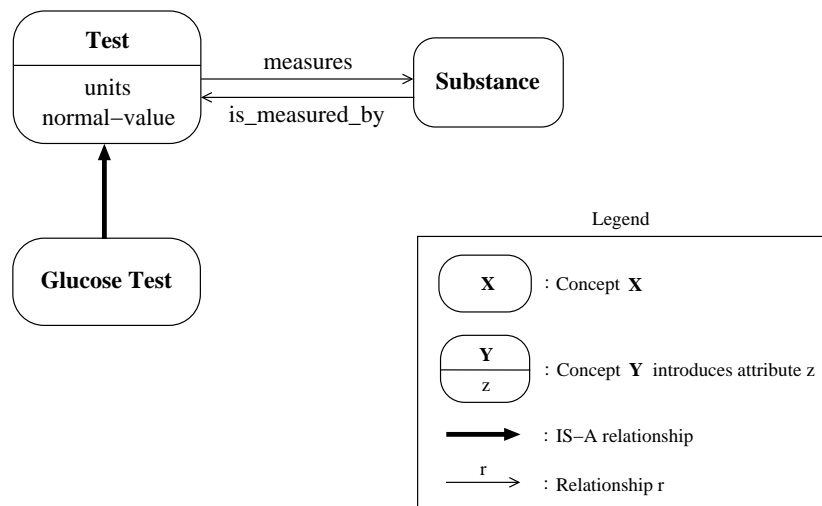 Test
units
normal−value
measures
is_measured_by
Substance
Glucose Test
Legend
X : Concept X
Y
z
: Concept Y introduces attribute z
: IS−A relationship
r
: Relationship r